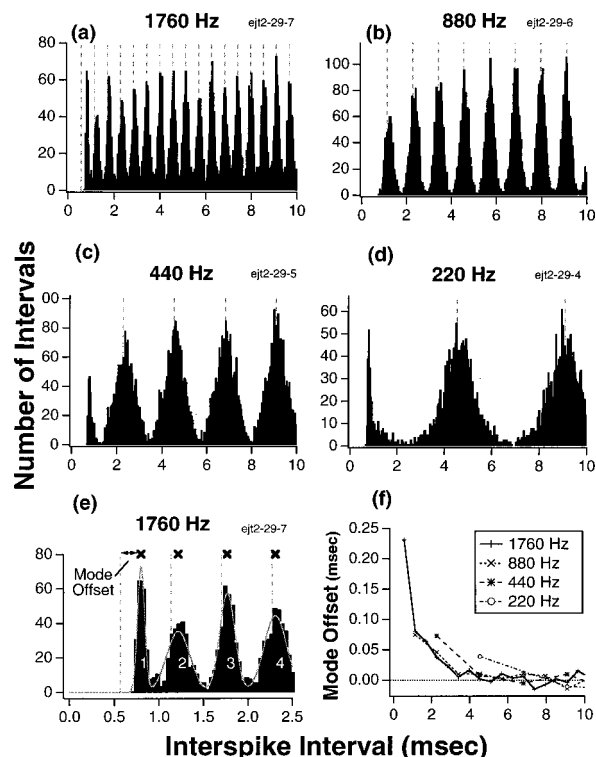 (a) 1760 Hz ejt2-29-7
80
60
40
20
0
0 2 4 6 8 10
(b) 880 Hz ejt2-29-6
100
80
60
40
20
0
0 2 4 6 8 10
(c) 440 Hz ejt2-29-5
00
80
60
40
20
0
0 2 4 6 8 10
(d) 220 Hz ejt2-29-4
60
50
40
30
20
10
0
0 2 4 6 8 10
Number of Intervals
(e) 1760 Hz ejt2-29-7
80
60
40
20
0
Mode
Offset
1 2 3 4
0.0 0.5 1.0 1.5 2.0 2.5
(f)
Mode Offset (msec)
0.25
0.20
0.15
0.10
0.05
0.00
1760 Hz
880 Hz
440 Hz
220 Hz
0 2 4 6 8 10
Interspike Interval (msec)